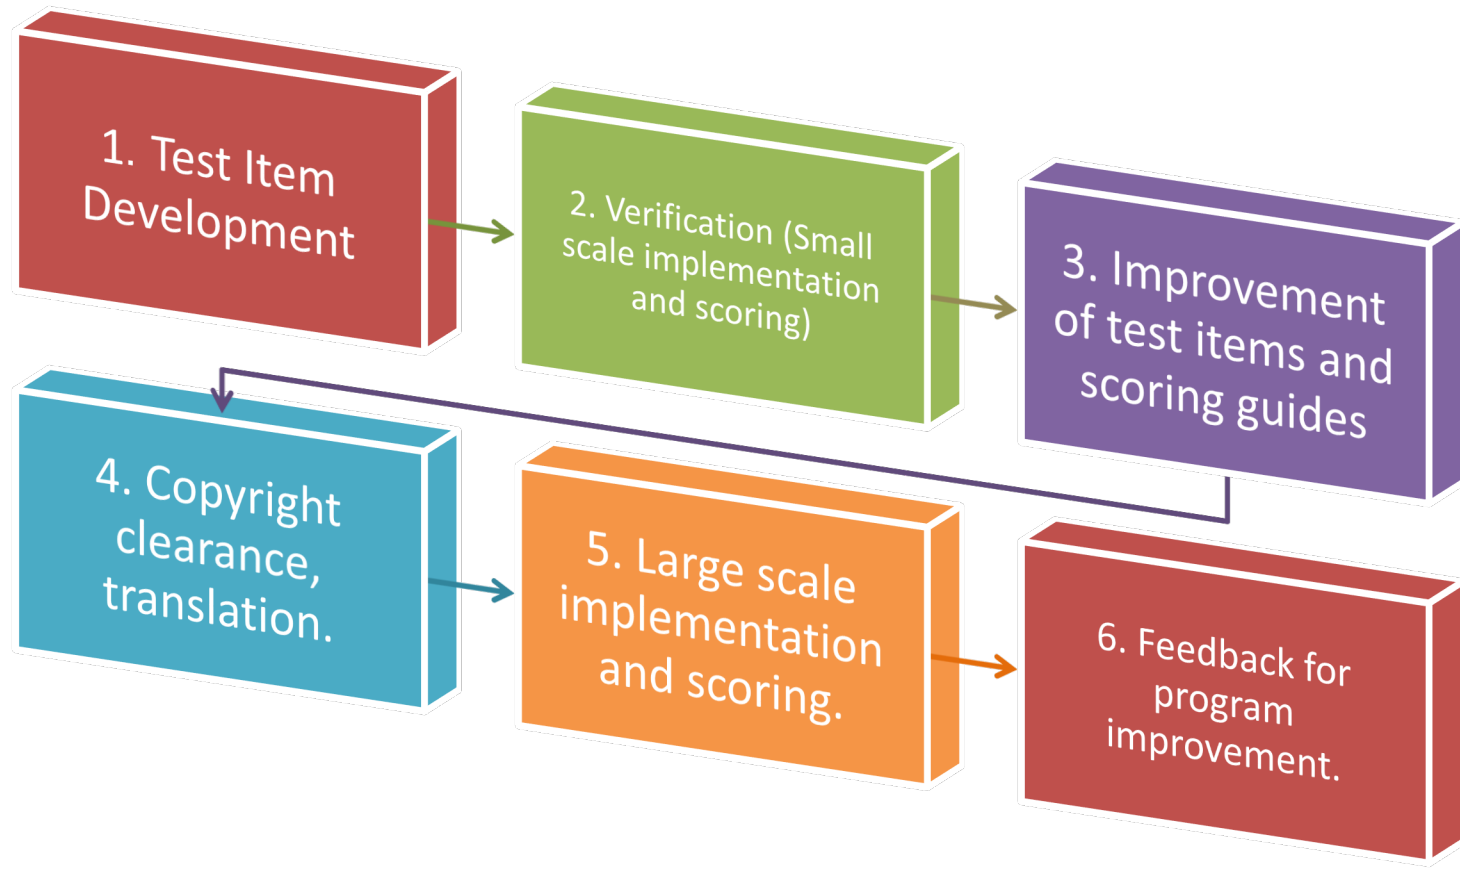 1. Test Item
Development
2. Verification (Small
scale implementation
and scoring)
3. Improvement
of test items and
scoring guides
4. Copyright
clearance,
translation.
5. Large scale
implementation
and scoring.
6. Feedback for
program
improvement.